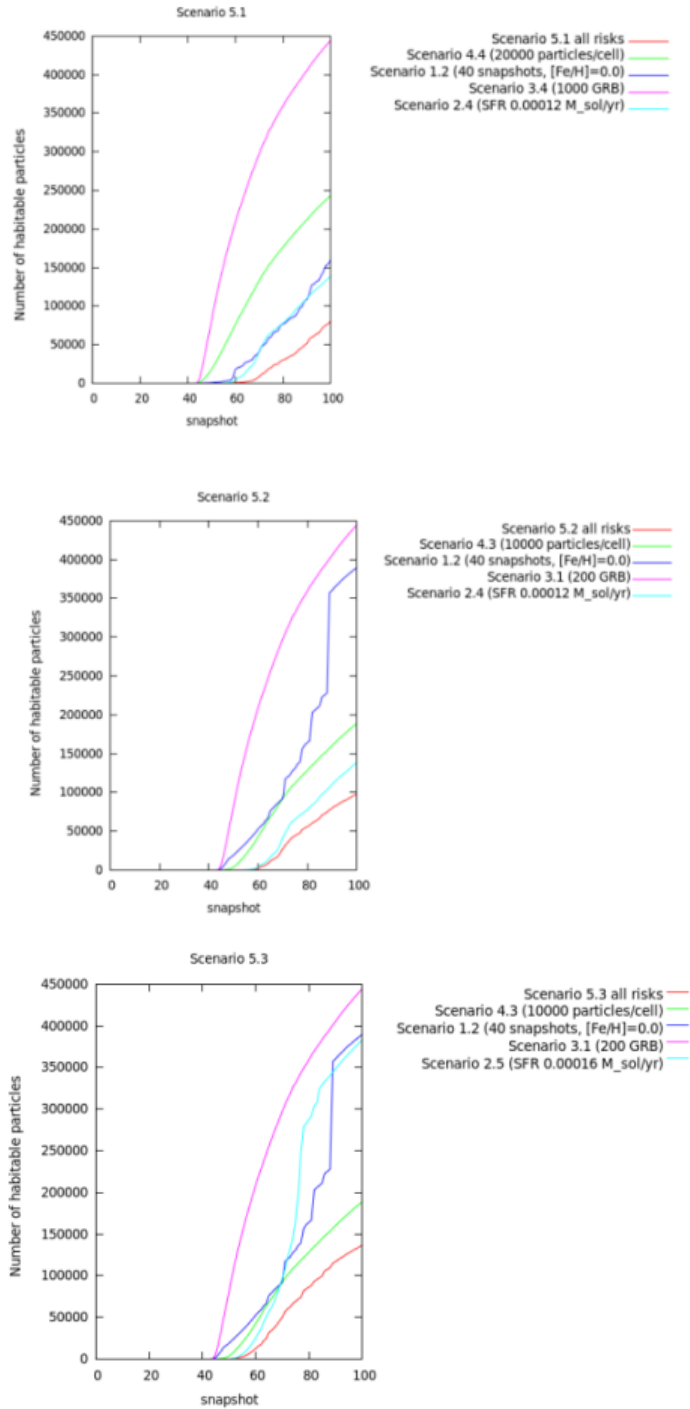 Scenario 5.1
Scenario 5.1 all risks
Scenario 4.4 (20000 particles/cell)
Scenario 1.2 (40 snapshots, [Fe/H]=0.0)
Scenario 3.4 (1000 GRB)
Scenario 2.4 (SFR 0.00012 M_sol/yr)
450000
400000
350000
300000
250000
200000
150000
100000
50000
0
Number of habitable particles
0 20 40 60 80 100
snapshot
Scenario 5.2
Scenario 5.2 all risks
Scenario 4.3 (10000 particles/cell)
Scenario 1.2 (40 snapshots, [Fe/H]=0.0)
Scenario 3.1 (200 GRB)
Scenario 2.4 (SFR 0.00012 M_sol/yr)
450000
400000
350000
300000
250000
200000
150000
100000
50000
0
Number of habitable particles
0 20 40 60 80 100
snapshot
Scenario 5.3
Scenario 5.3 all risks
Scenario 4.3 (10000 particles/cell)
Scenario 1.2 (40 snapshots, [Fe/H]=0.0)
Scenario 3.1 (200 GRB)
Scenario 2.5 (SFR 0.00016 M_sol/yr)
450000
400000
350000
300000
250000
200000
150000
100000
50000
0
Number of habitable particles
0 20 40 60 80 100
snapshot